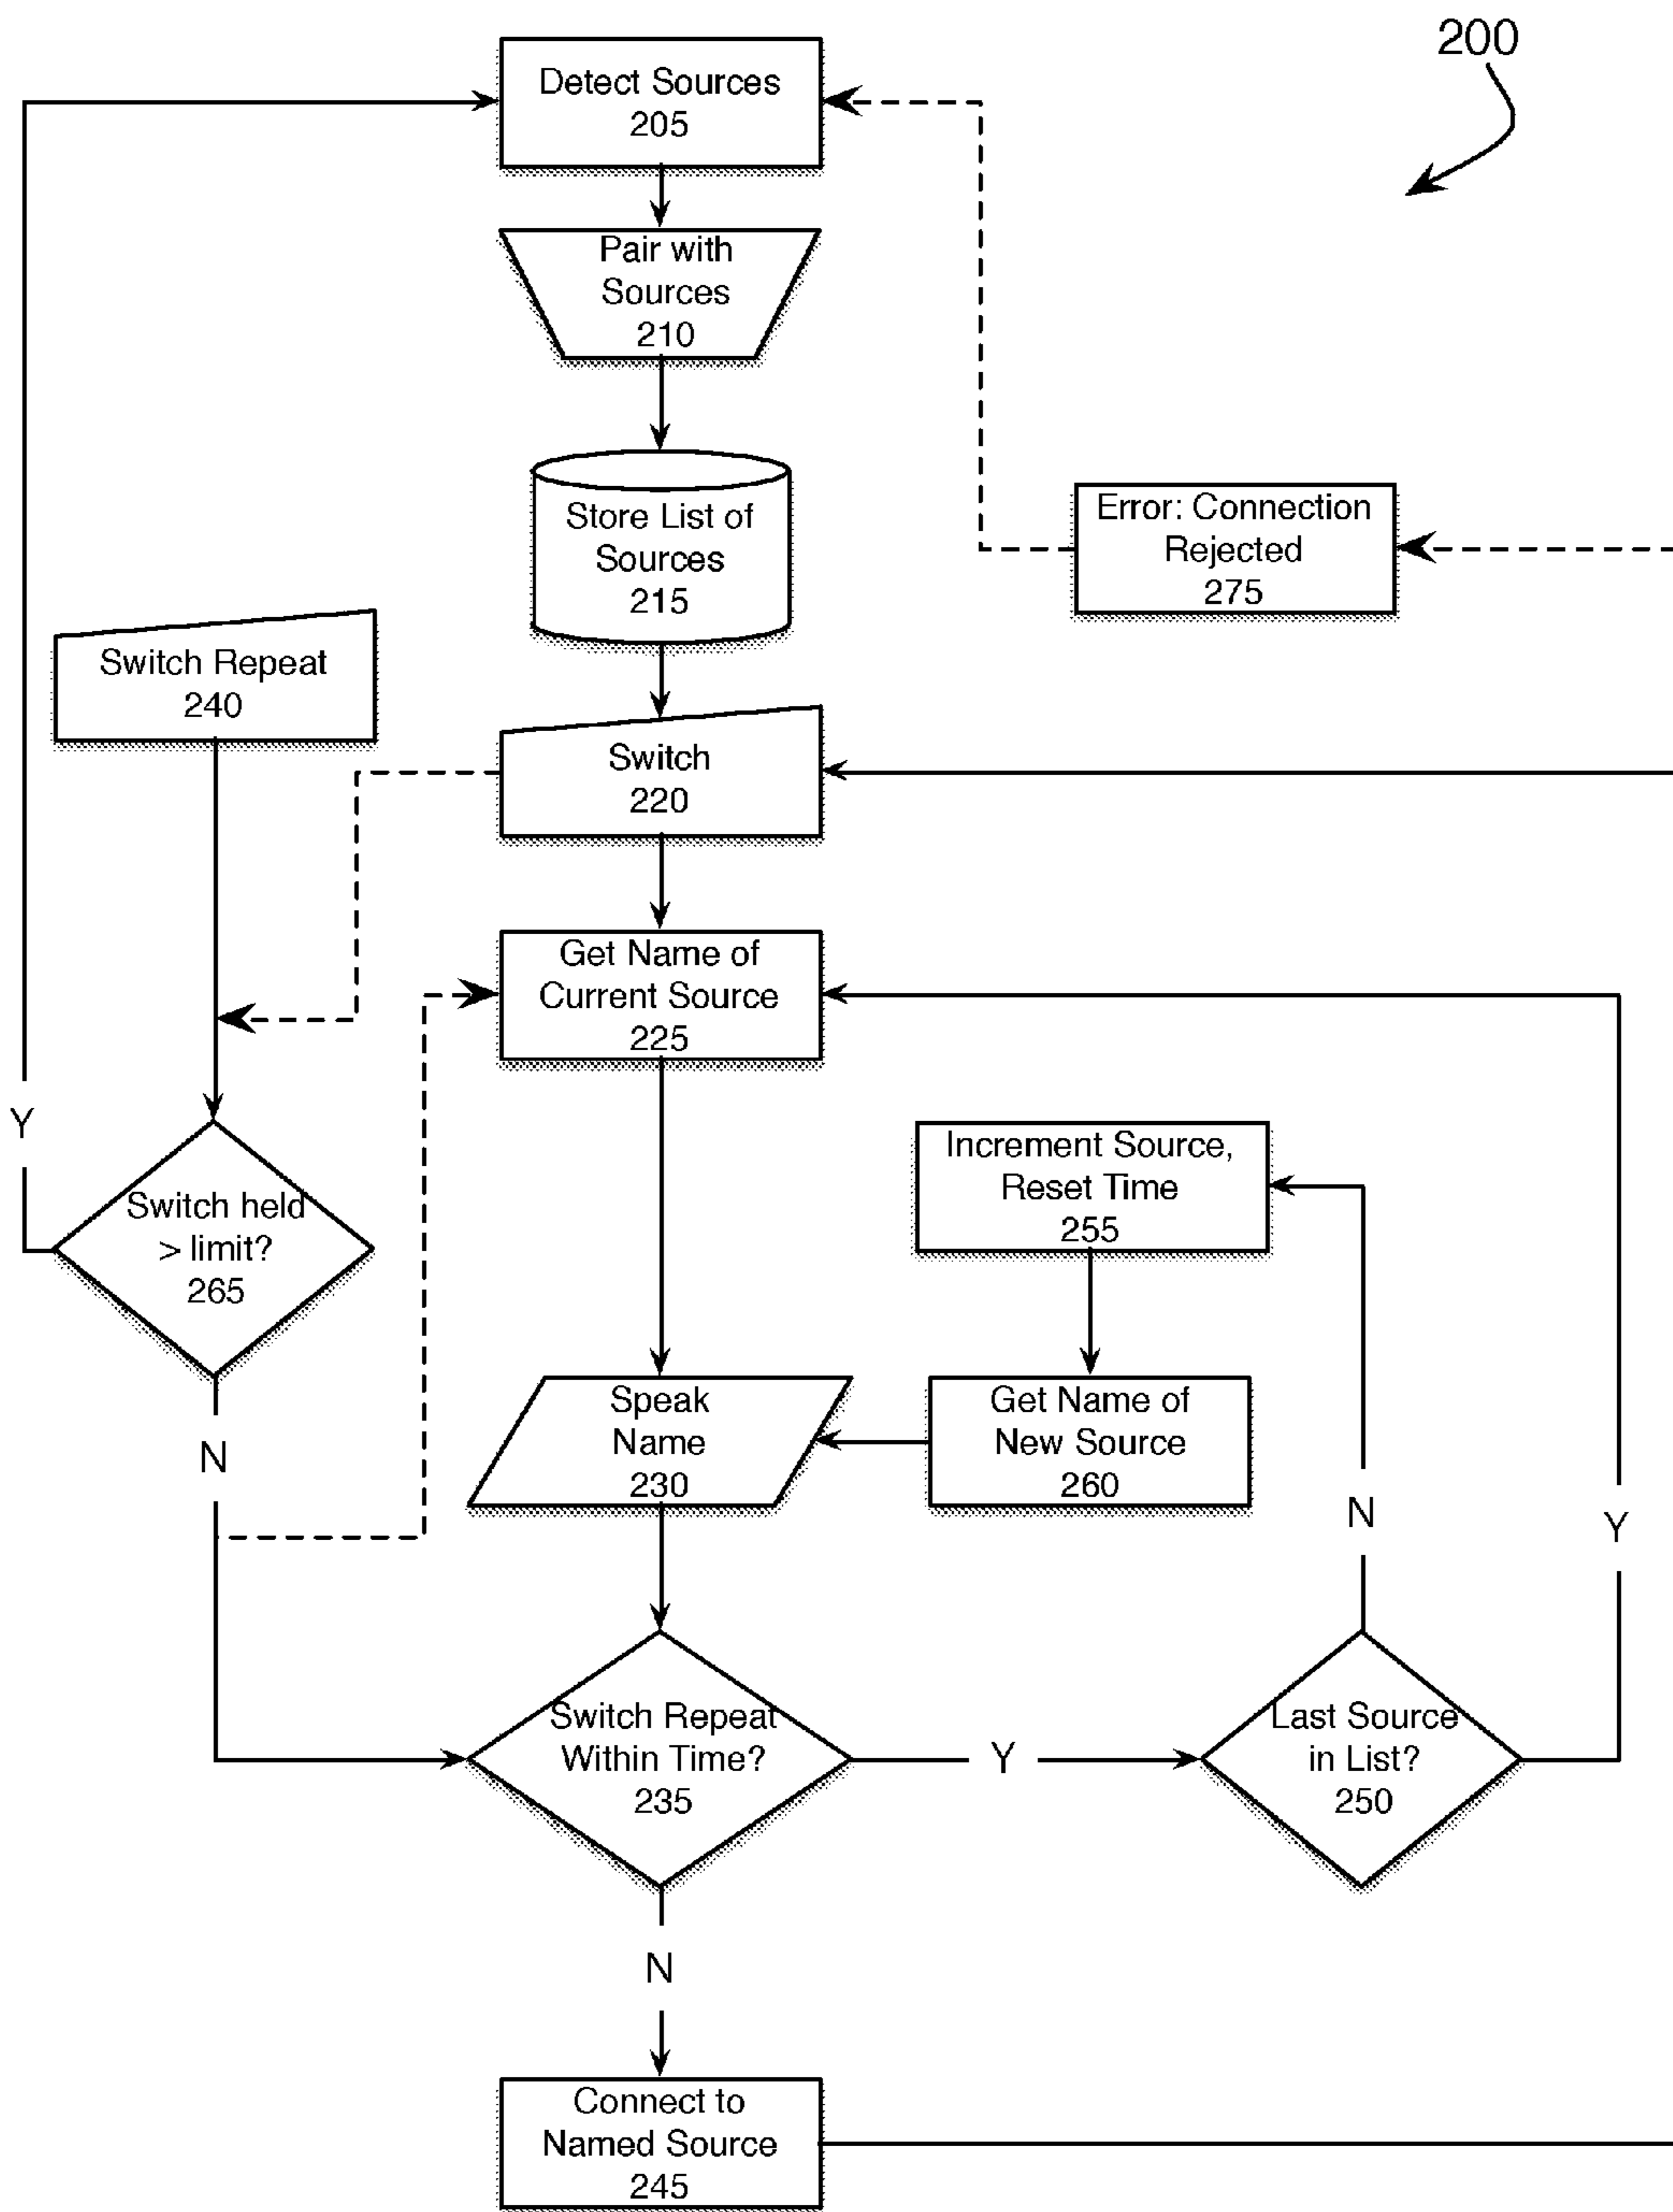 200
Detect Sources
205
Pair with
Sources
210
Store List of
Sources
215
Error: Connection
Rejected
275
Switch Repeat
240
Switch
220
Get Name of
Current Source
225
Y
Increment Source,
Reset Time
255
Switch held
> limit?
265
Speak
Name
230
Get Name of
New Source
260
N
N
Y
Switch Repeat
Within Time?
235
Y
Last Source
in List?
250
N
Connect to
Named Source
245